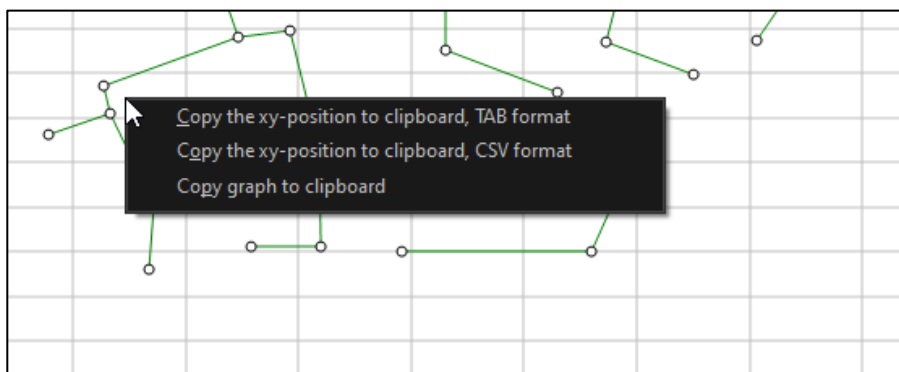 Copy the xy-position to clipboard, TAB format
Copy the xy-position to clipboard, CSV format
Copy graph to clipboard